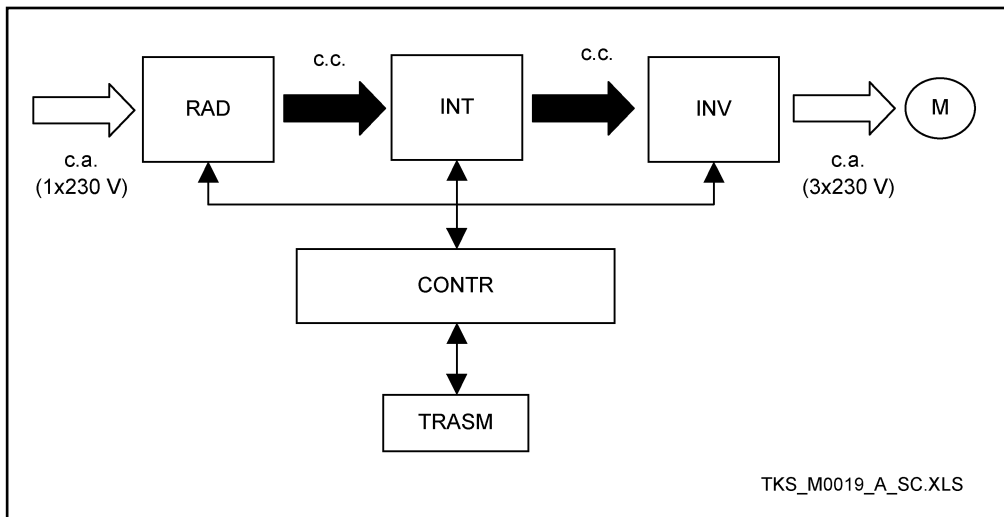 c.c.
c.c.
RAD
INT
INV
M
c.a.
(1x230 V)
c.a.
(3x230 V)
CONTR
TRASM
TKS_M0019_A_SC.XLS